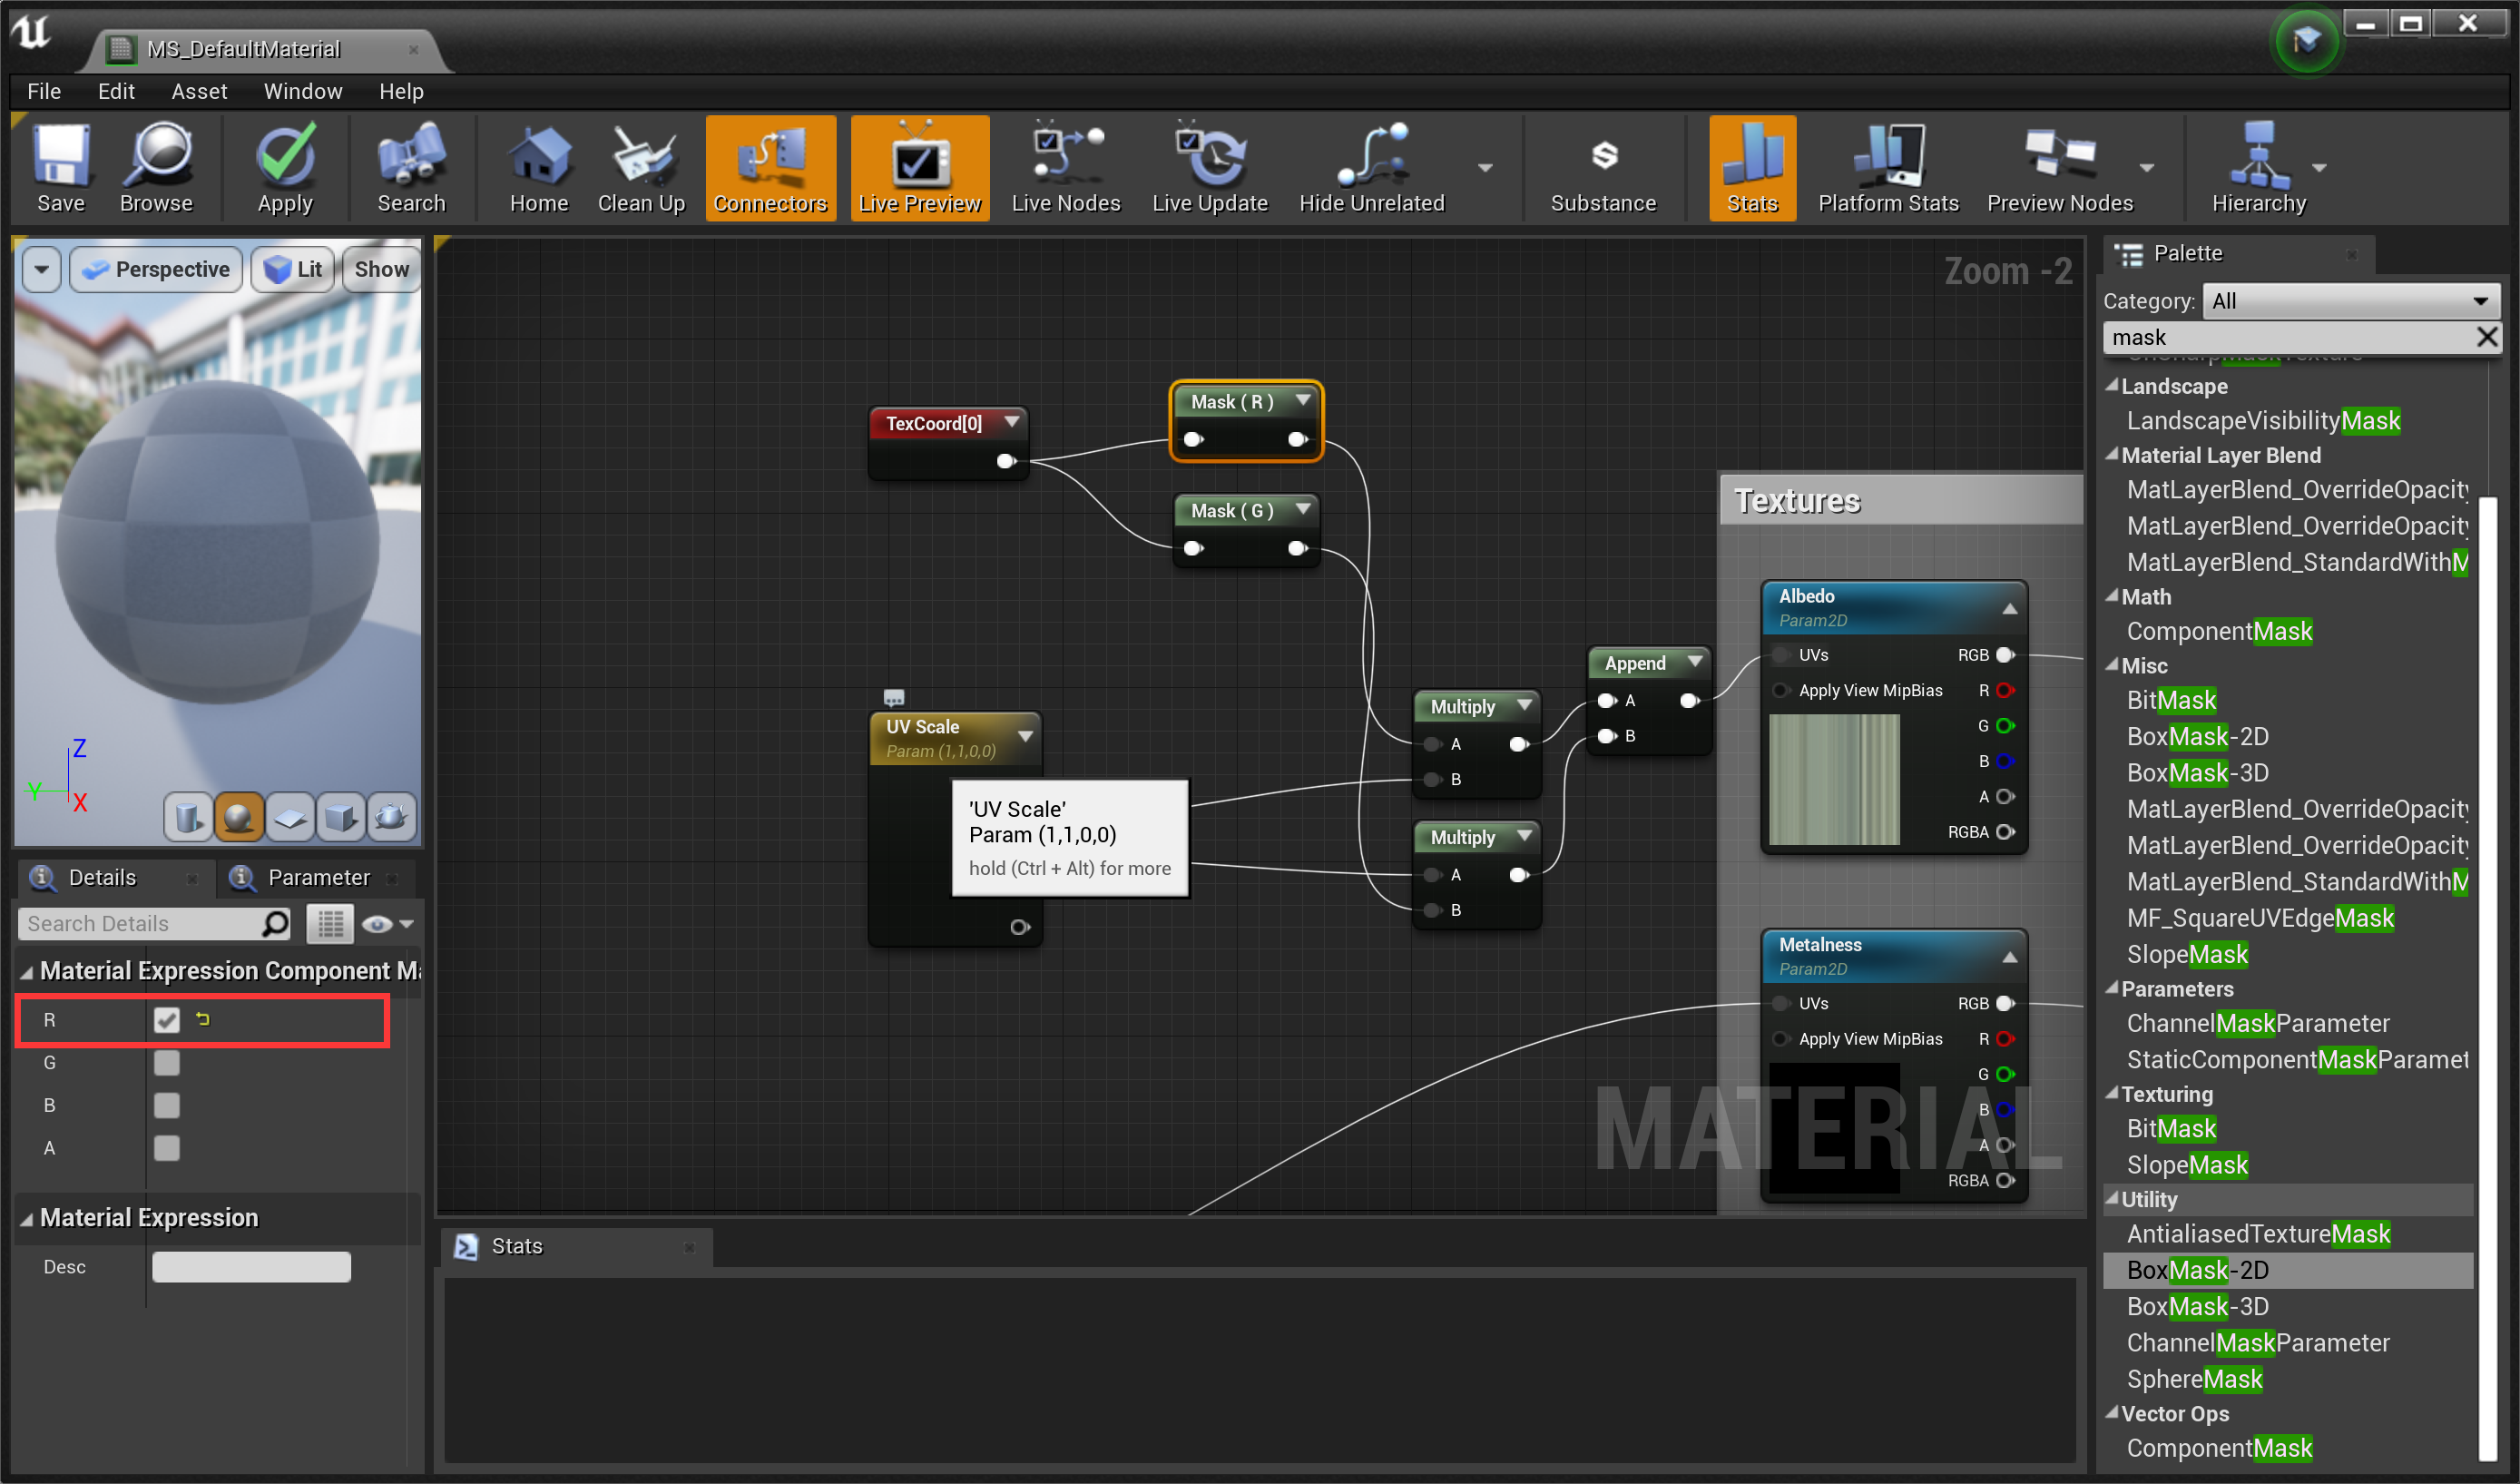 MS_DefaultMaterial
File Edit Asset Window Help
Save Browse Apply Search Home Clean Up Connectors Live Preview Live Nodes Live Update Hide Unrelated Substance Stats Platform Stats Preview Nodes Hierarchy
Perspective Lit Show
Z
Y
X
Details Parameter
Search Details
Material Expression Component Ma
R
G
B
A
Material Expression
Desc
Zoom -2
TexCoord[0]
Mask ( R )
Mask ( G )
UV Scale
Param (1,1,0,0)
'UV Scale'
Param (1,1,0,0)
hold (Ctrl + Alt) for more
Multiply
A
B
Multiply
A
B
Append
A
B
Textures
Albedo
Param2D
UVs RGB
Apply View MipBias R
G
B
A
RGBA
Metalness
Param2D
UVs RGB
Apply View MipBias R
G
B
A
RGBA
MATERIAL
Stats
Palette
Category: All
mask
Landscape
LandscapeVisibilityMask
Material Layer Blend
MatLayerBlend_OverrideOpacity
MatLayerBlend_OverrideOpacity
MatLayerBlend_StandardWithM
Math
ComponentMask
Misc
BitMask
BoxMask-2D
BoxMask-3D
MatLayerBlend_OverrideOpacity
MatLayerBlend_OverrideOpacity
MatLayerBlend_StandardWithM
MF_SquareUVEdgeMask
SlopeMask
Parameters
ChannelMaskParameter
StaticComponentMaskParamet
Texturing
BitMask
SlopeMask
Utility
AntialiasedTextureMask
BoxMask-2D
BoxMask-3D
ChannelMaskParameter
SphereMask
Vector Ops
ComponentMask